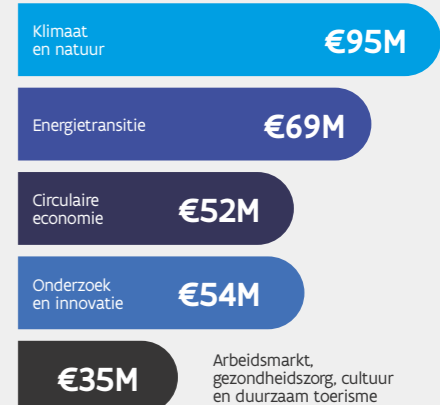 Klimaat
en natuur
€95M
Energietransitie
€69M
Circulaire
economie
€52M
Onderzoek
en innovatie
€54M
€35M
Arbeidsmarkt,
gezondheidszorg, cultuur
en duurzaam toerisme